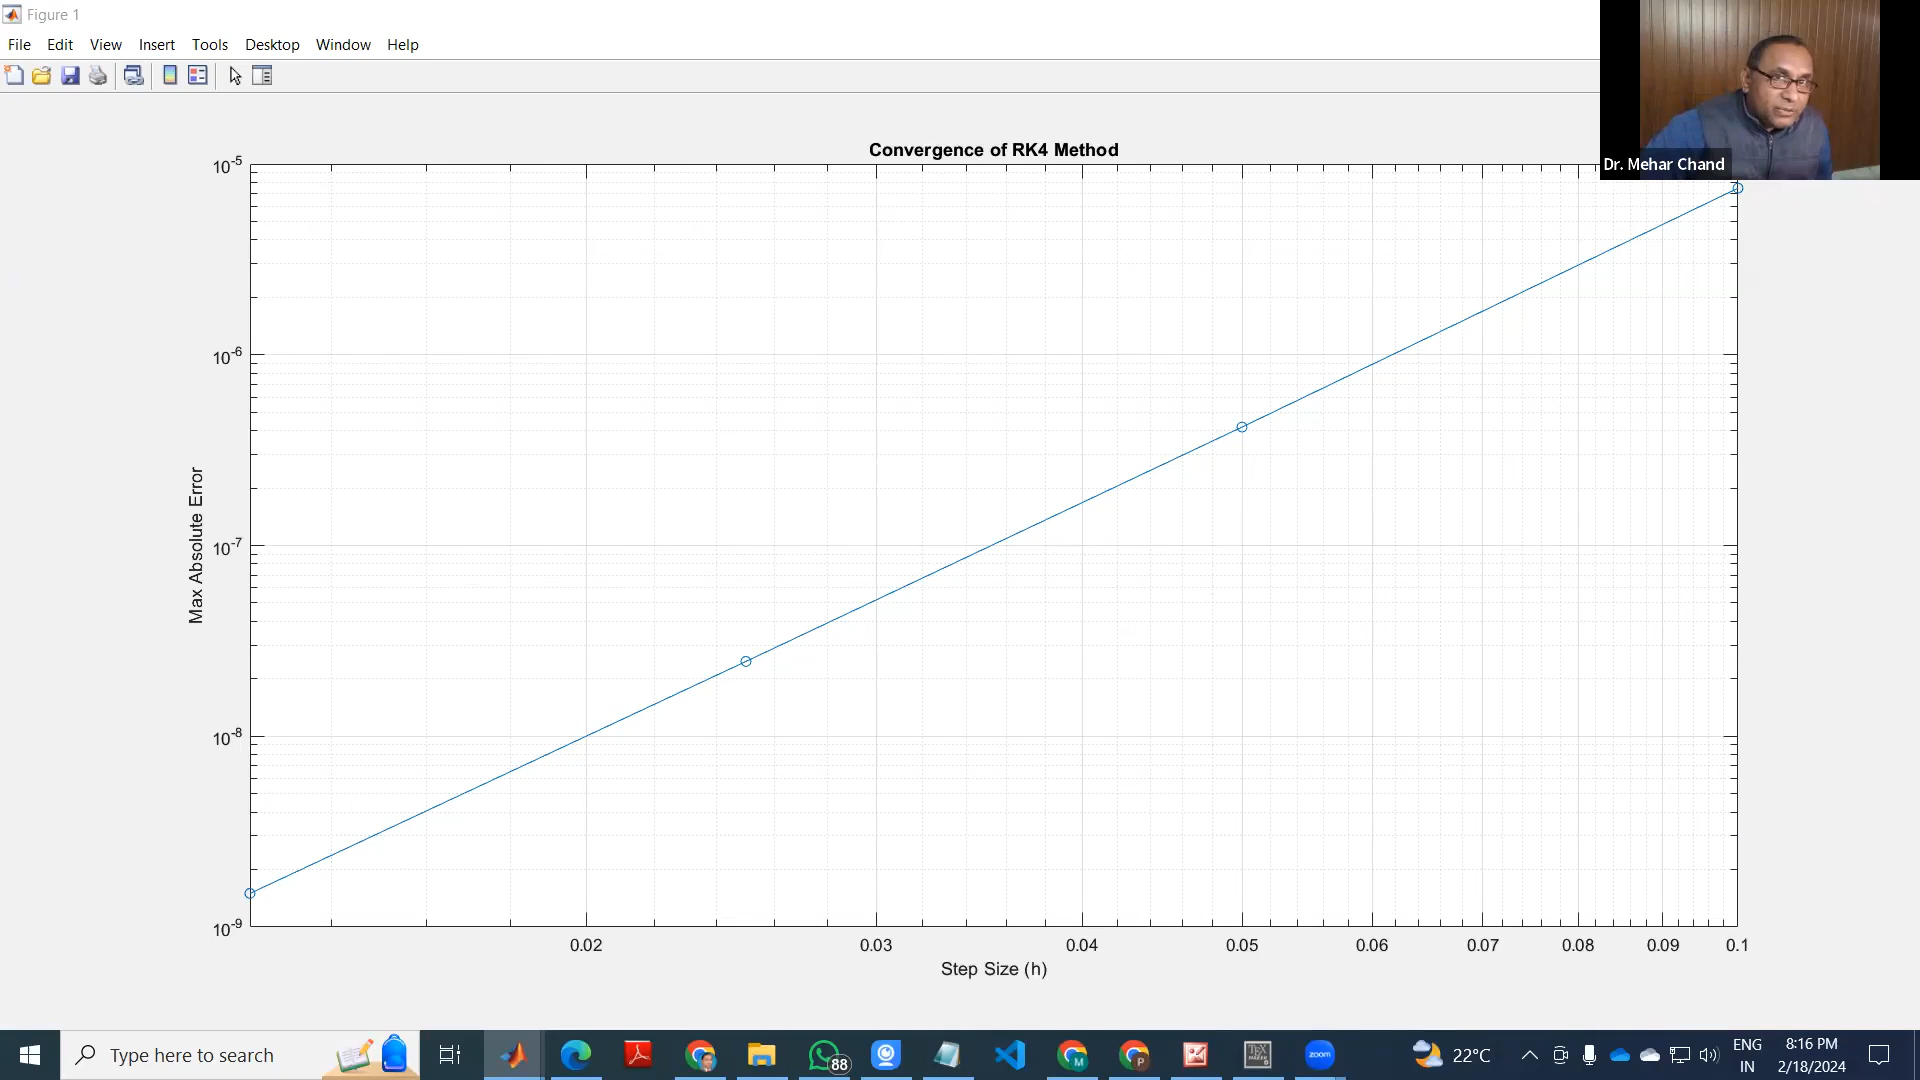 Figure 1
File Edit View Insert Tools Desktop Window Help
Dr. Mehar Chand
Convergence of RK4 Method
10-5
10-6
10-7
10-8
10-9
Max Absolute Error
0.02 0.03 0.04 0.05 0.06 0.07 0.08 0.09 0.1
Step Size (h)
Type here to search
88
M
P
TEX
MAKER
zoom
22°C
ENG
IN
8:16 PM
2/18/2024